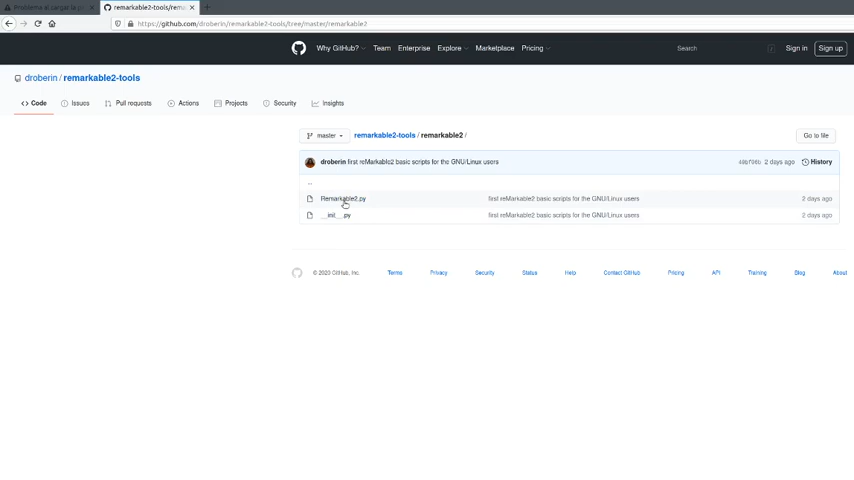 Problema al cargar la p
remarkable2-tools/rema
https://github.com/droberin/remarkable2-tools/tree/master/remarkable2
Why GitHub? Team Enterprise Explore Marketplace Pricing Search / Sign in Sign up
droberin / remarkable2-tools
Code Issues Pull requests Actions Projects Security Insights
master remarkable2-tools / remarkable2 / Go to file
droberin first reMarkable2 basic scripts for the GNU/Linux users 2 days ago History
..
Remarkable2.py first reMarkable2 basic scripts for the GNU/Linux users 2 days ago
__init__.py first reMarkable2 basic scripts for the GNU/Linux users 2 days ago
© 2020 GitHub, Inc. Terms Privacy Security Status Help Contact GitHub Pricing API Training Blog About